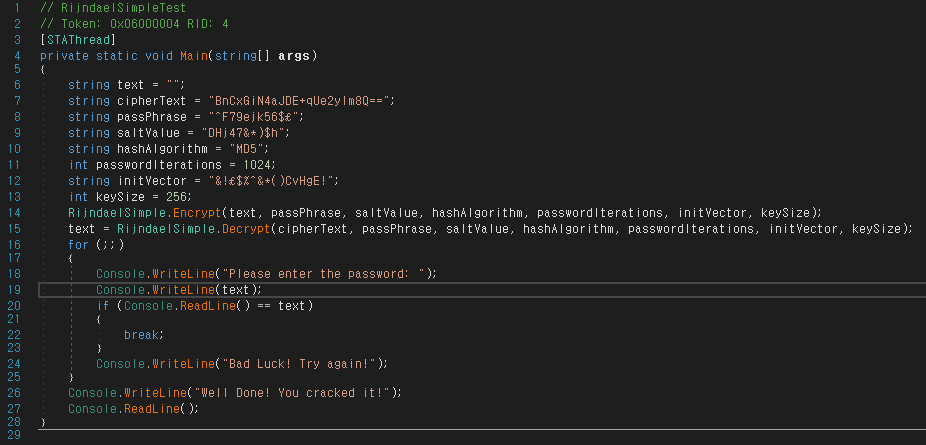 1 // RijndaelSimpleTest
2 // Token: 0x06000004 RID: 4
3 [STAThread]
4 private static void Main(string[] args)
5 {
6 string text = "";
7 string cipherText = "BnCxGiN4aJDE+qUe2yIm8Q==";
8 string passPhrase = "^F79ejk56$£";
9 string saltValue = "DHj47&*)$h";
10 string hashAlgorithm = "MD5";
11 int passwordIterations = 1024;
12 string initVector = "&!£$%^&*()CvHgE!";
13 int keySize = 256;
14 RijndaelSimple.Encrypt(text, passPhrase, saltValue, hashAlgorithm, passwordIterations, initVector, keySize);
15 text = RijndaelSimple.Decrypt(cipherText, passPhrase, saltValue, hashAlgorithm, passwordIterations, initVector, keySize);
16 for (;;)
17 {
18 Console.WriteLine("Please enter the password: ");
19 Console.WriteLine(text);
20 if (Console.ReadLine() == text)
21 {
22 break;
23 }
24 Console.WriteLine("Bad Luck! Try again!");
25 }
26 Console.WriteLine("Well Done! You cracked it!");
27 Console.ReadLine();
28 }
29